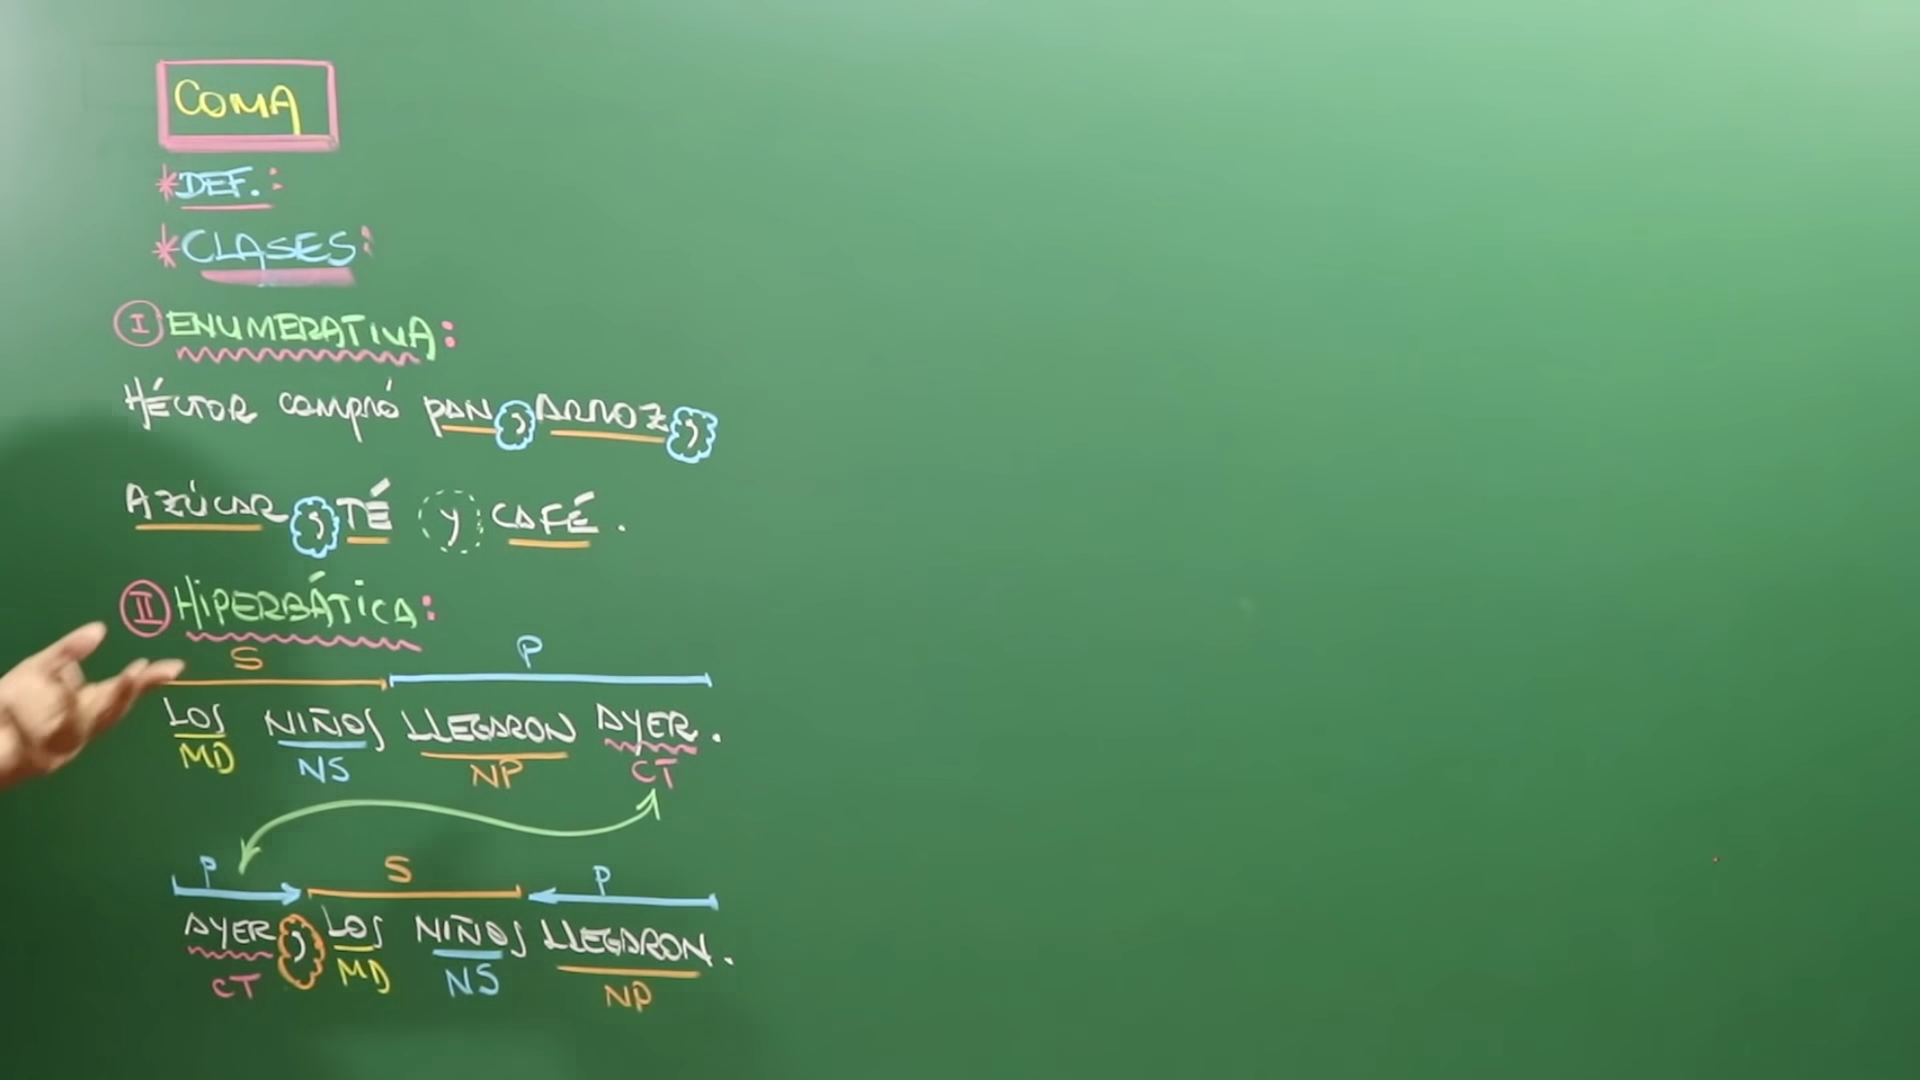 COMA
*DEF.:
*CLASES:
I ENUMERATIVA:
HÉCTOR compró PAN, ARROZ,
AZÚCAR, TÉ y CAFÉ.
II HIPERBÁTICA:
S P
LOS NIÑOS LLEGARON AYER.
MD NS NP CT
P S P
AYER, LOS NIÑOS LLEGARON.
CT MD NS NP